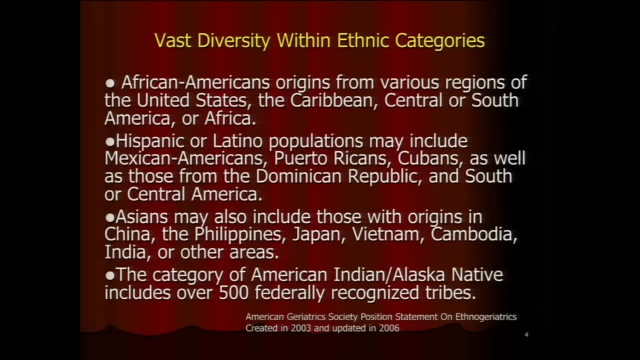 Vast Diversity Within Ethnic Categories
● African-Americans origins from various regions of
the United States, the Caribbean, Central or South
America, or Africa.
●Hispanic or Latino populations may include
Mexican-Americans, Puerto Ricans, Cubans, as well
as those from the Dominican Republic, and South
or Central America.
●Asians may also include those with origins in
China, the Philippines, Japan, Vietnam, Cambodia,
India, or other areas.
●The category of American Indian/Alaska Native
includes over 500 federally recognized tribes.
American Geriatrics Society Position Statement On Ethnogeriatrics
Created in 2003 and updated in 2006
4